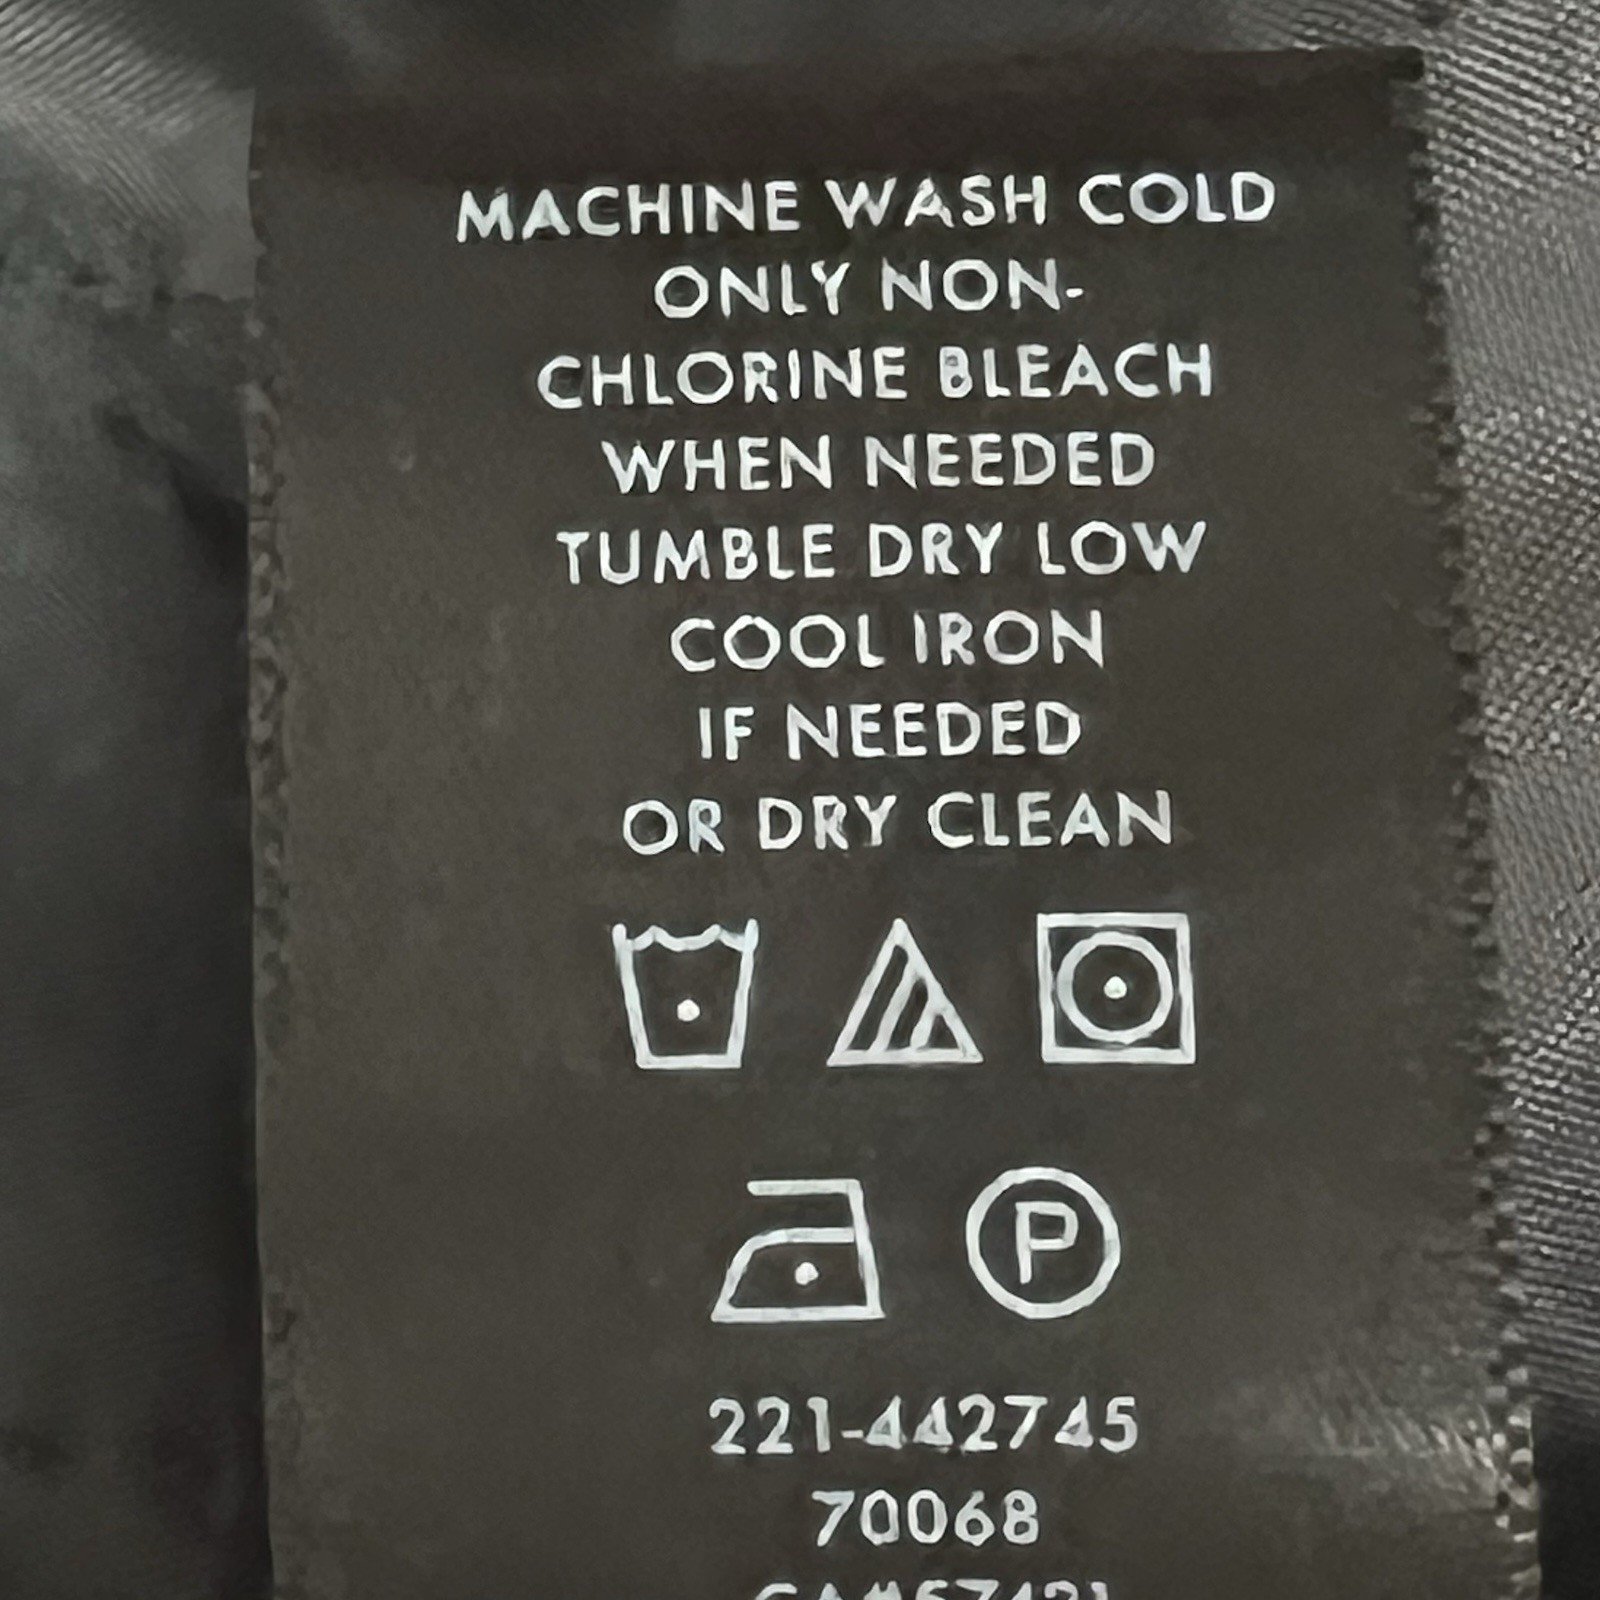 MACHINE WASH COLD
ONLY NON-
CHLORINE BLEACH
WHEN NEEDED
TUMBLE DRY LOW
COOL IRON
IF NEEDED
OR DRY CLEAN
P
221-442745
70068